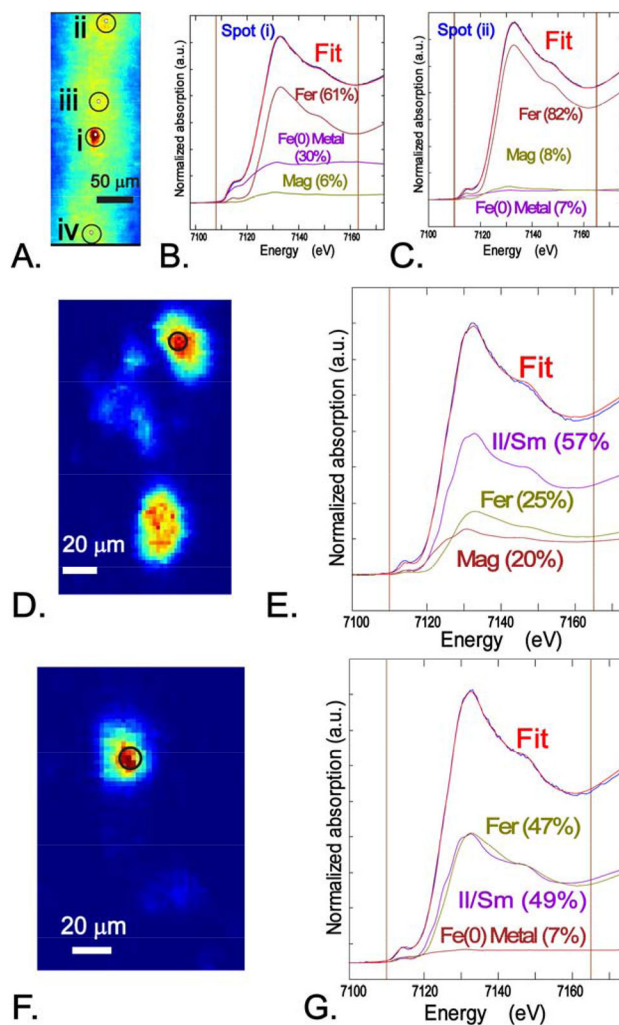 ii
iii
i
50 μm
iv
A.
Normalized absorption (a.u.)
Spot (i)
Fit
Fer (61%)
Fe(0) Metal
(30%)
Mag (6%)
7100 7120 7140 7160
Energy (eV)
B.
Normalized absorption (a.u.)
Spot (ii)
Fit
Fer (82%)
Mag (8%)
Fe(0) Metal (7%)
7100 7120 7140 7160
Energy (eV)
C.
20 μm
D.
Normalized absorption (a.u.)
Fit
Il/Sm (57%
Fer (25%)
Mag (20%)
7100 7120 7140 7160
Energy (eV)
E.
20 μm
F.
Normalized absorption (a.u.)
Fit
Fer (47%)
Il/Sm (49%)
Fe(0) Metal (7%)
7100 7120 7140 7160
Energy (eV)
G.